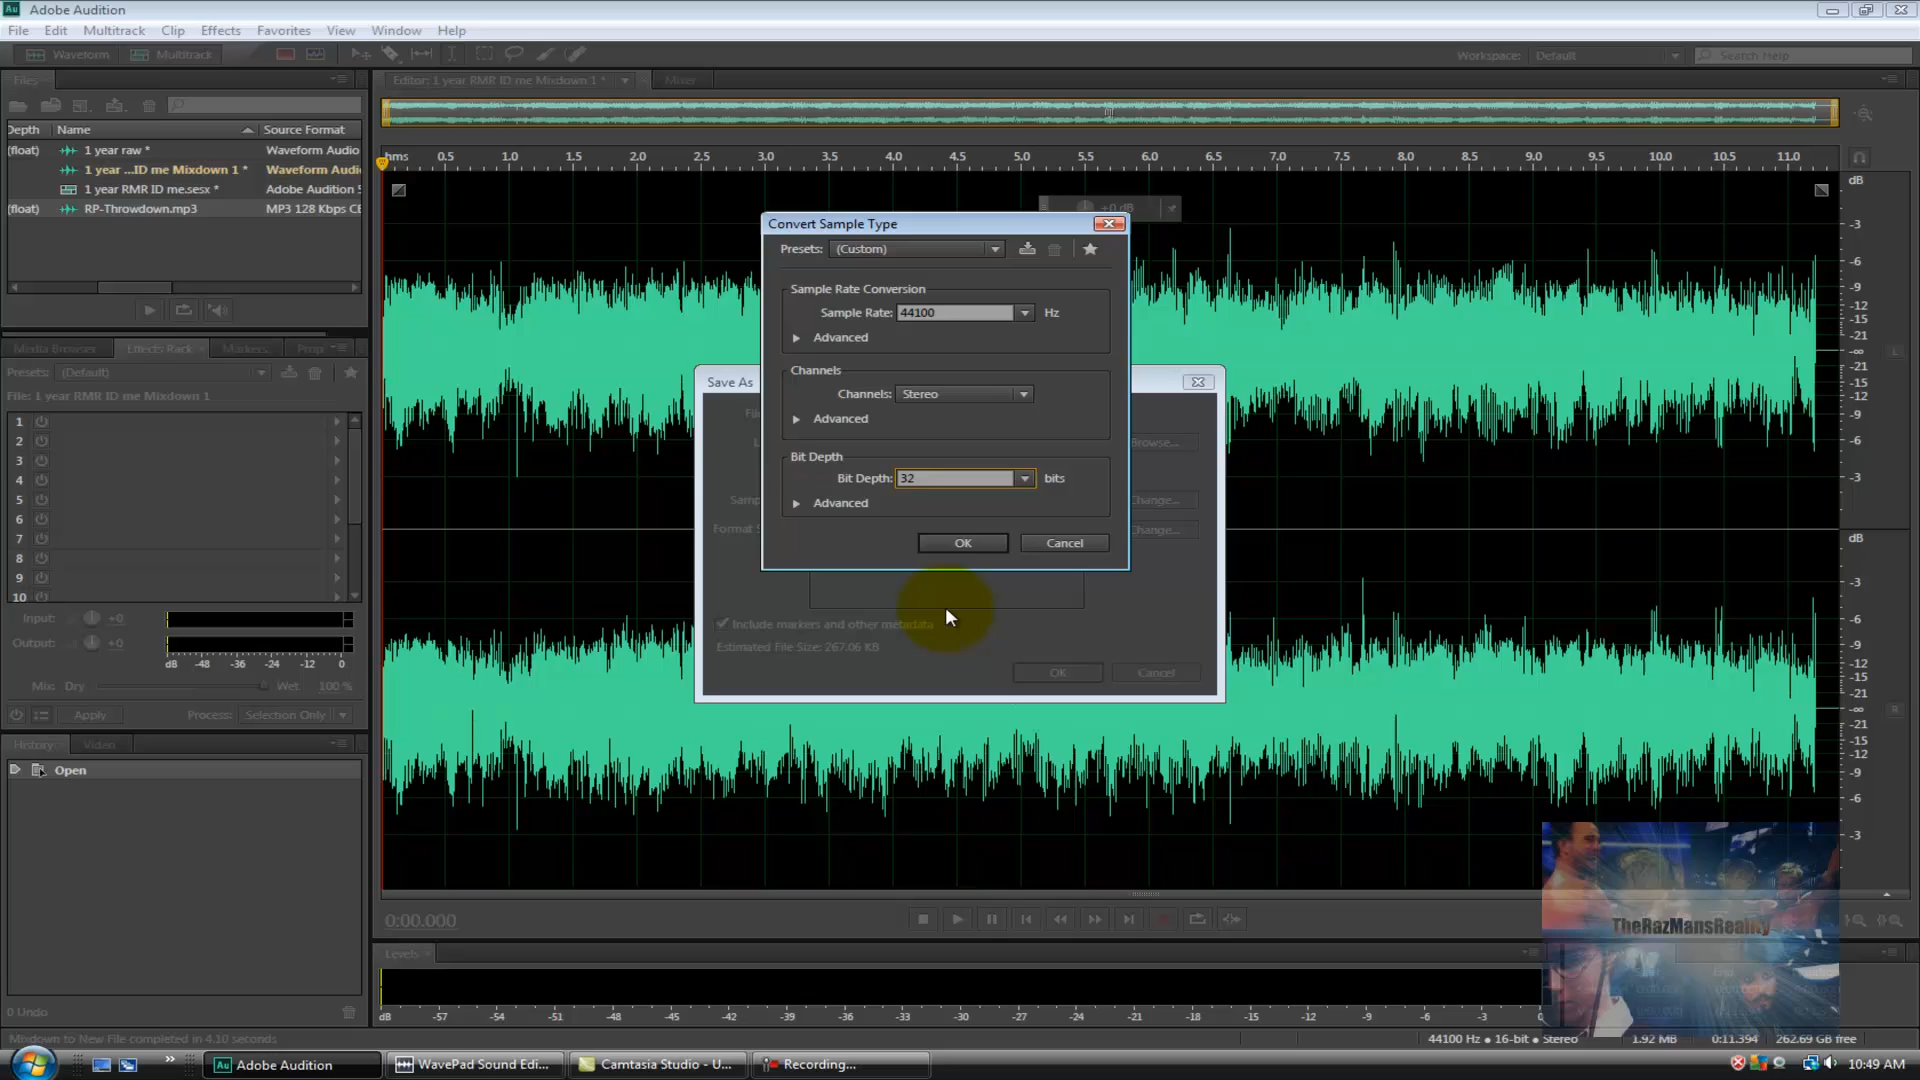 Au Adobe Audition
File Edit Multitrack Clip Effects Favorites View Window Help
Waveform Multitrack Workspace: Default Search Help
Files Editor: 1 year RMR ID me Mixdown 1 * Mixer
Depth Name Source Format
(float) 1 year raw * Waveform Audio
1 year ...ID me Mixdown 1 * Waveform Audio
1 year RMR ID me.sesx * Adobe Audition 5
(float) RP-Throwdown.mp3 MP3 128 Kbps CB
hms 0.5 1.0 1.5 2.0 2.5 3.0 3.5 4.0 4.5 5.0 5.5 6.0 6.5 7.0 7.5 8.0 8.5 9.0 9.5 10.0 10.5 11.0
dB
-3
-6
-9
-12
-15
-21
-∞
-21
-15
-12
-9
-6
-3
L
+0 dB
Convert Sample Type
Presets: (Custom)
Sample Rate Conversion
Sample Rate: 44100 Hz
Advanced
Channels
Channels: Stereo
Advanced
Bit Depth
Bit Depth: 32 bits
Advanced
OK Cancel
Save As
Browse...
Change...
Format Change...
Include markers and other metadata
Estimated File Size: 267.06 KB
OK Cancel
dB
-3
-6
-9
-12
-15
-21
-∞
-21
-15
-12
-9
-6
-3
R
Media Browser Effects Rack Markers Prop
Presets: (Default)
File: 1 year RMR ID me Mixdown 1
1
2
3
4
5
6
7
8
9
10
Input: +0
Output: +0
dB -48 -36 -24 -12 0
Mix: Dry Wet 100 %
Apply Process: Selection Only
History Video
Open
0 Undo
0:00.000
Levels
dB -57 -54 -51 -48 -45 -42 -39 -36 -33 -30 -27 -24 -21 -18 -15 -12 -9 -6 -3 0
TheRazMansReality
Mixdown to New File completed in 4.10 seconds
44100 Hz • 16-bit • Stereo 1.92 MB 0:11.394 262.69 GB free
Au Adobe Audition WavePad Sound Edi... Camtasia Studio - U... Recording... 10:49 AM